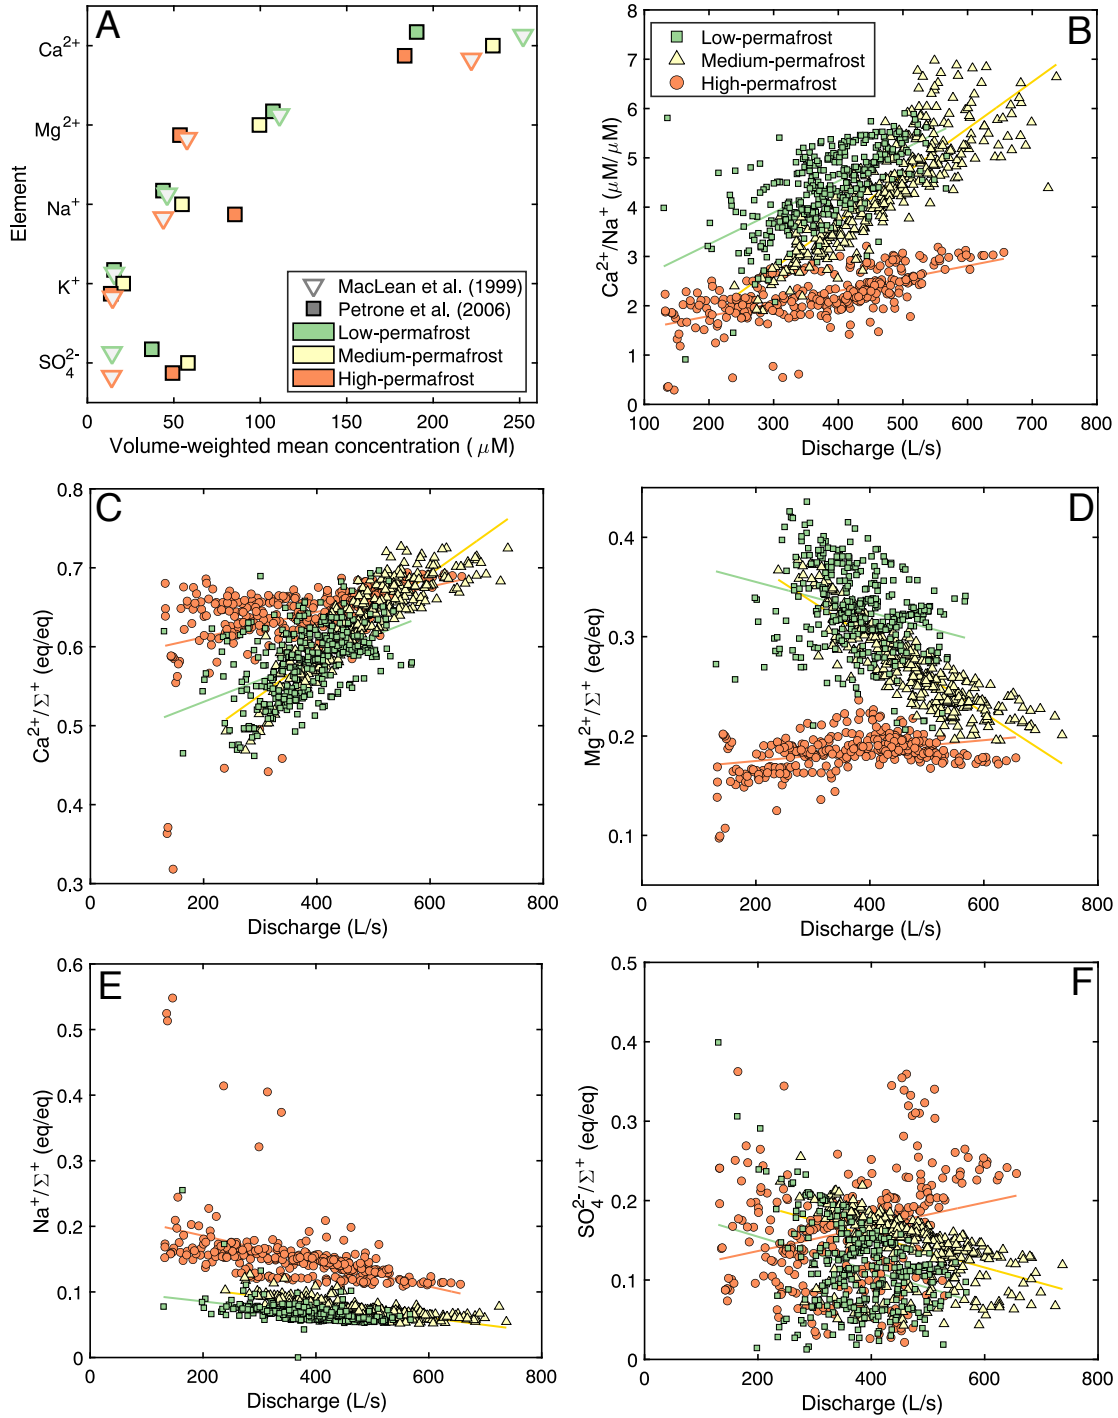 A
Element
Ca2+
Mg2+
Na+
K+
SO42-
MacLean et al. (1999)
Petrone et al. (2006)
Low-permafrost
Medium-permafrost
High-permafrost
0 50 100 150 200 250
Volume-weighted mean concentration ( μM)
B
Low-permafrost
Medium-permafrost
High-permafrost
Ca2+/Na+ (μM/μM)
8
7
6
5
4
3
2
1
0
100 200 300 400 500 600 700 800
Discharge (L/s)
C
Ca2+/Σ+ (eq/eq)
0.8
0.7
0.6
0.5
0.4
0.3
0 200 400 600 800
Discharge (L/s)
D
Mg2+/Σ+ (eq/eq)
0.4
0.3
0.2
0.1
0 200 400 600 800
Discharge (L/s)
E
Na+/Σ+ (eq/eq)
0.6
0.5
0.4
0.3
0.2
0.1
0
0 200 400 600 800
Discharge (L/s)
F
SO42-/Σ+ (eq/eq)
0.5
0.4
0.3
0.2
0.1
0
0 200 400 600 800
Discharge (L/s)